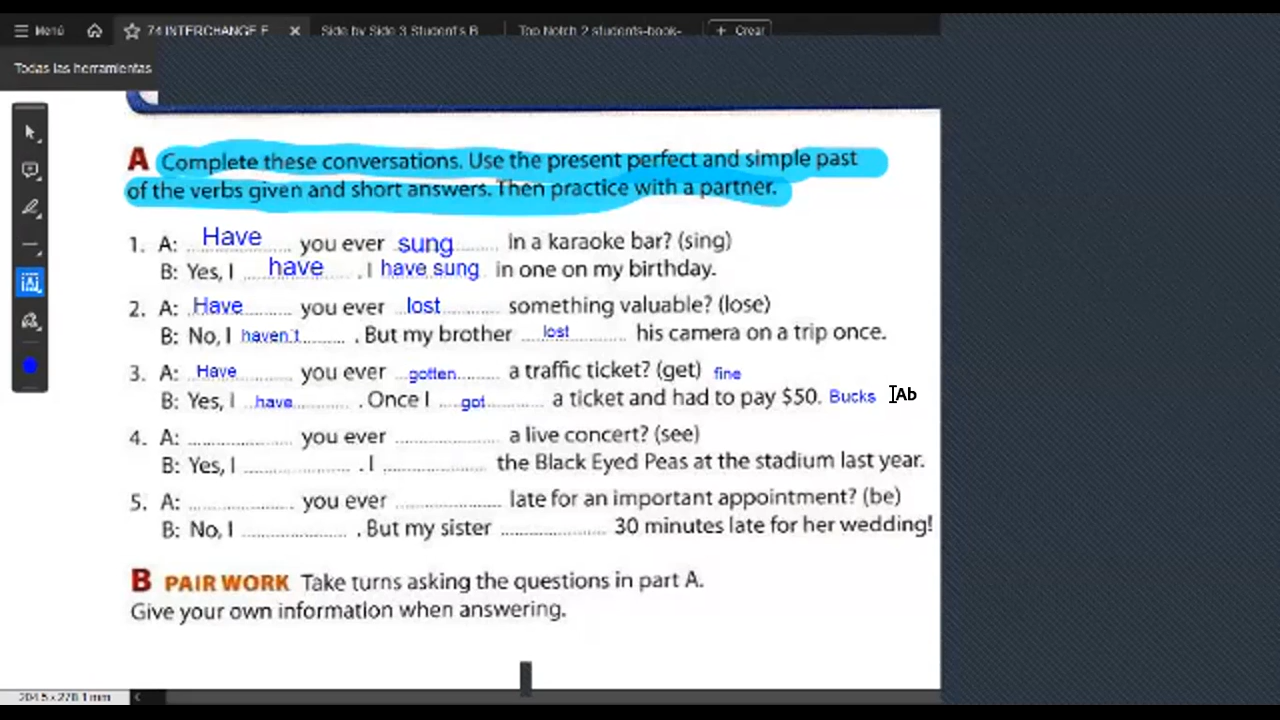 Menú 74 INTERCHANGE F Side by Side 3 Student's B Top Notch 2 students-book- + Crear
Todas las herramientas
A Complete these conversations. Use the present perfect and simple past
of the verbs given and short answers. Then practice with a partner.
1. A: Have you ever sung in a karaoke bar? (sing)
B: Yes, I have . I have sung in one on my birthday.
2. A: Have you ever lost something valuable? (lose)
B: No, I haven´t . But my brother lost his camera on a trip once.
3. A: Have you ever gotten a traffic ticket? (get) fine
B: Yes, I have . Once I got a ticket and had to pay $50. Bucks Ab
4. A: you ever a live concert? (see)
B: Yes, I . I the Black Eyed Peas at the stadium last year.
5. A: you ever late for an important appointment? (be)
B: No, I . But my sister 30 minutes late for her wedding!
B PAIR WORK Take turns asking the questions in part A.
Give your own information when answering.
204.5 x 278.1 mm